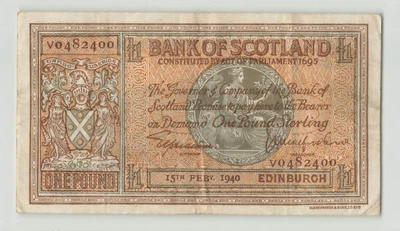 V0482400
BANK OF SCOTLAND
CONSTITUTED BY ACT OF PARLIAMENT 1695
£1
£1
The Governor & Company of the Bank of
Scotland Promise to pay here to the Bearer
on Demand One Pound Sterling
V0482400
ONE POUND
£1
15TH FEBY. 1940
EDINBURGH
£1